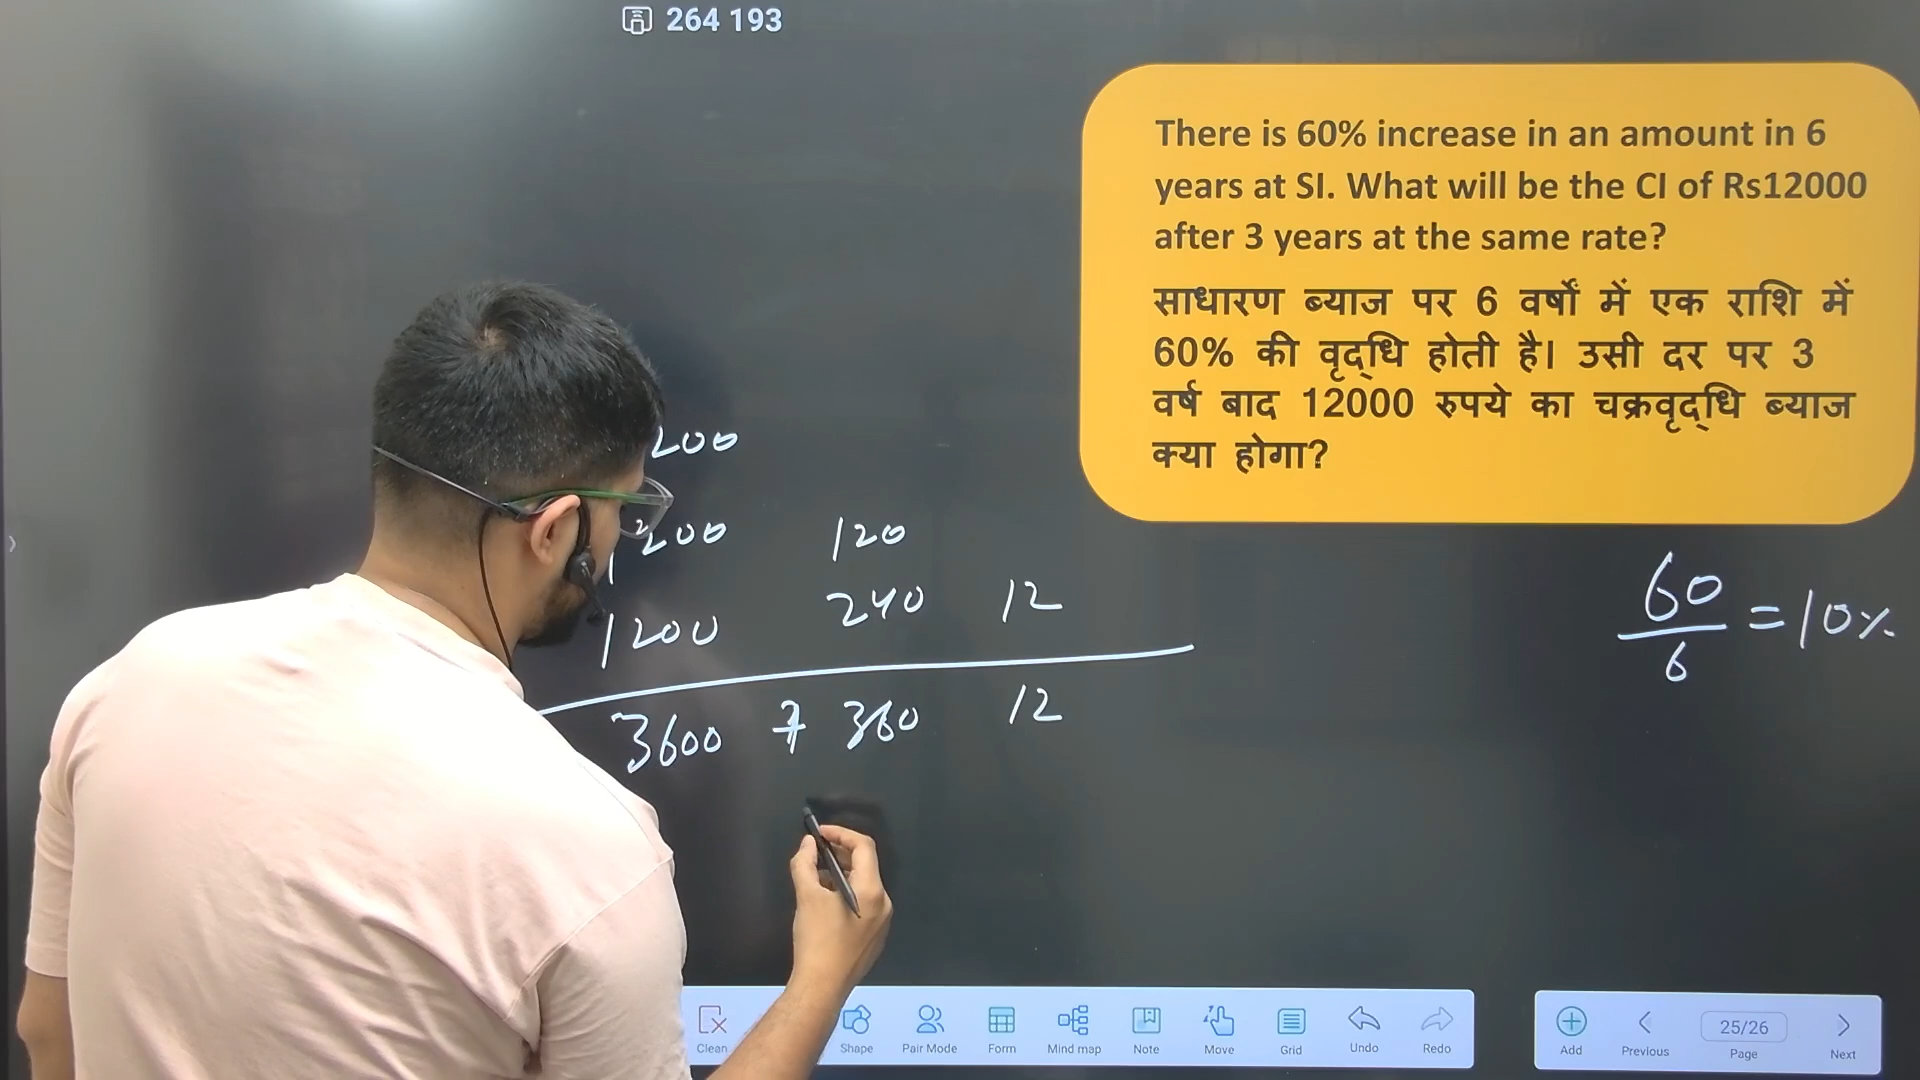 264 193
There is 60% increase in an amount in 6
years at SI. What will be the CI of Rs12000
after 3 years at the same rate?
साधारण ब्याज पर 6 वर्षों में एक राशि में
60% की वृद्धि होती है। उसी दर पर 3
वर्ष बाद 12000 रुपये का चक्रवृद्धि ब्याज
क्या होगा?
200
1200 120
1200 240 12
3600 + 360 12
60
6
= 10%
Clean Shape Pair Mode Form Mind map Note Move Grid Undo Redo
Add Previous 25/26 Page Next